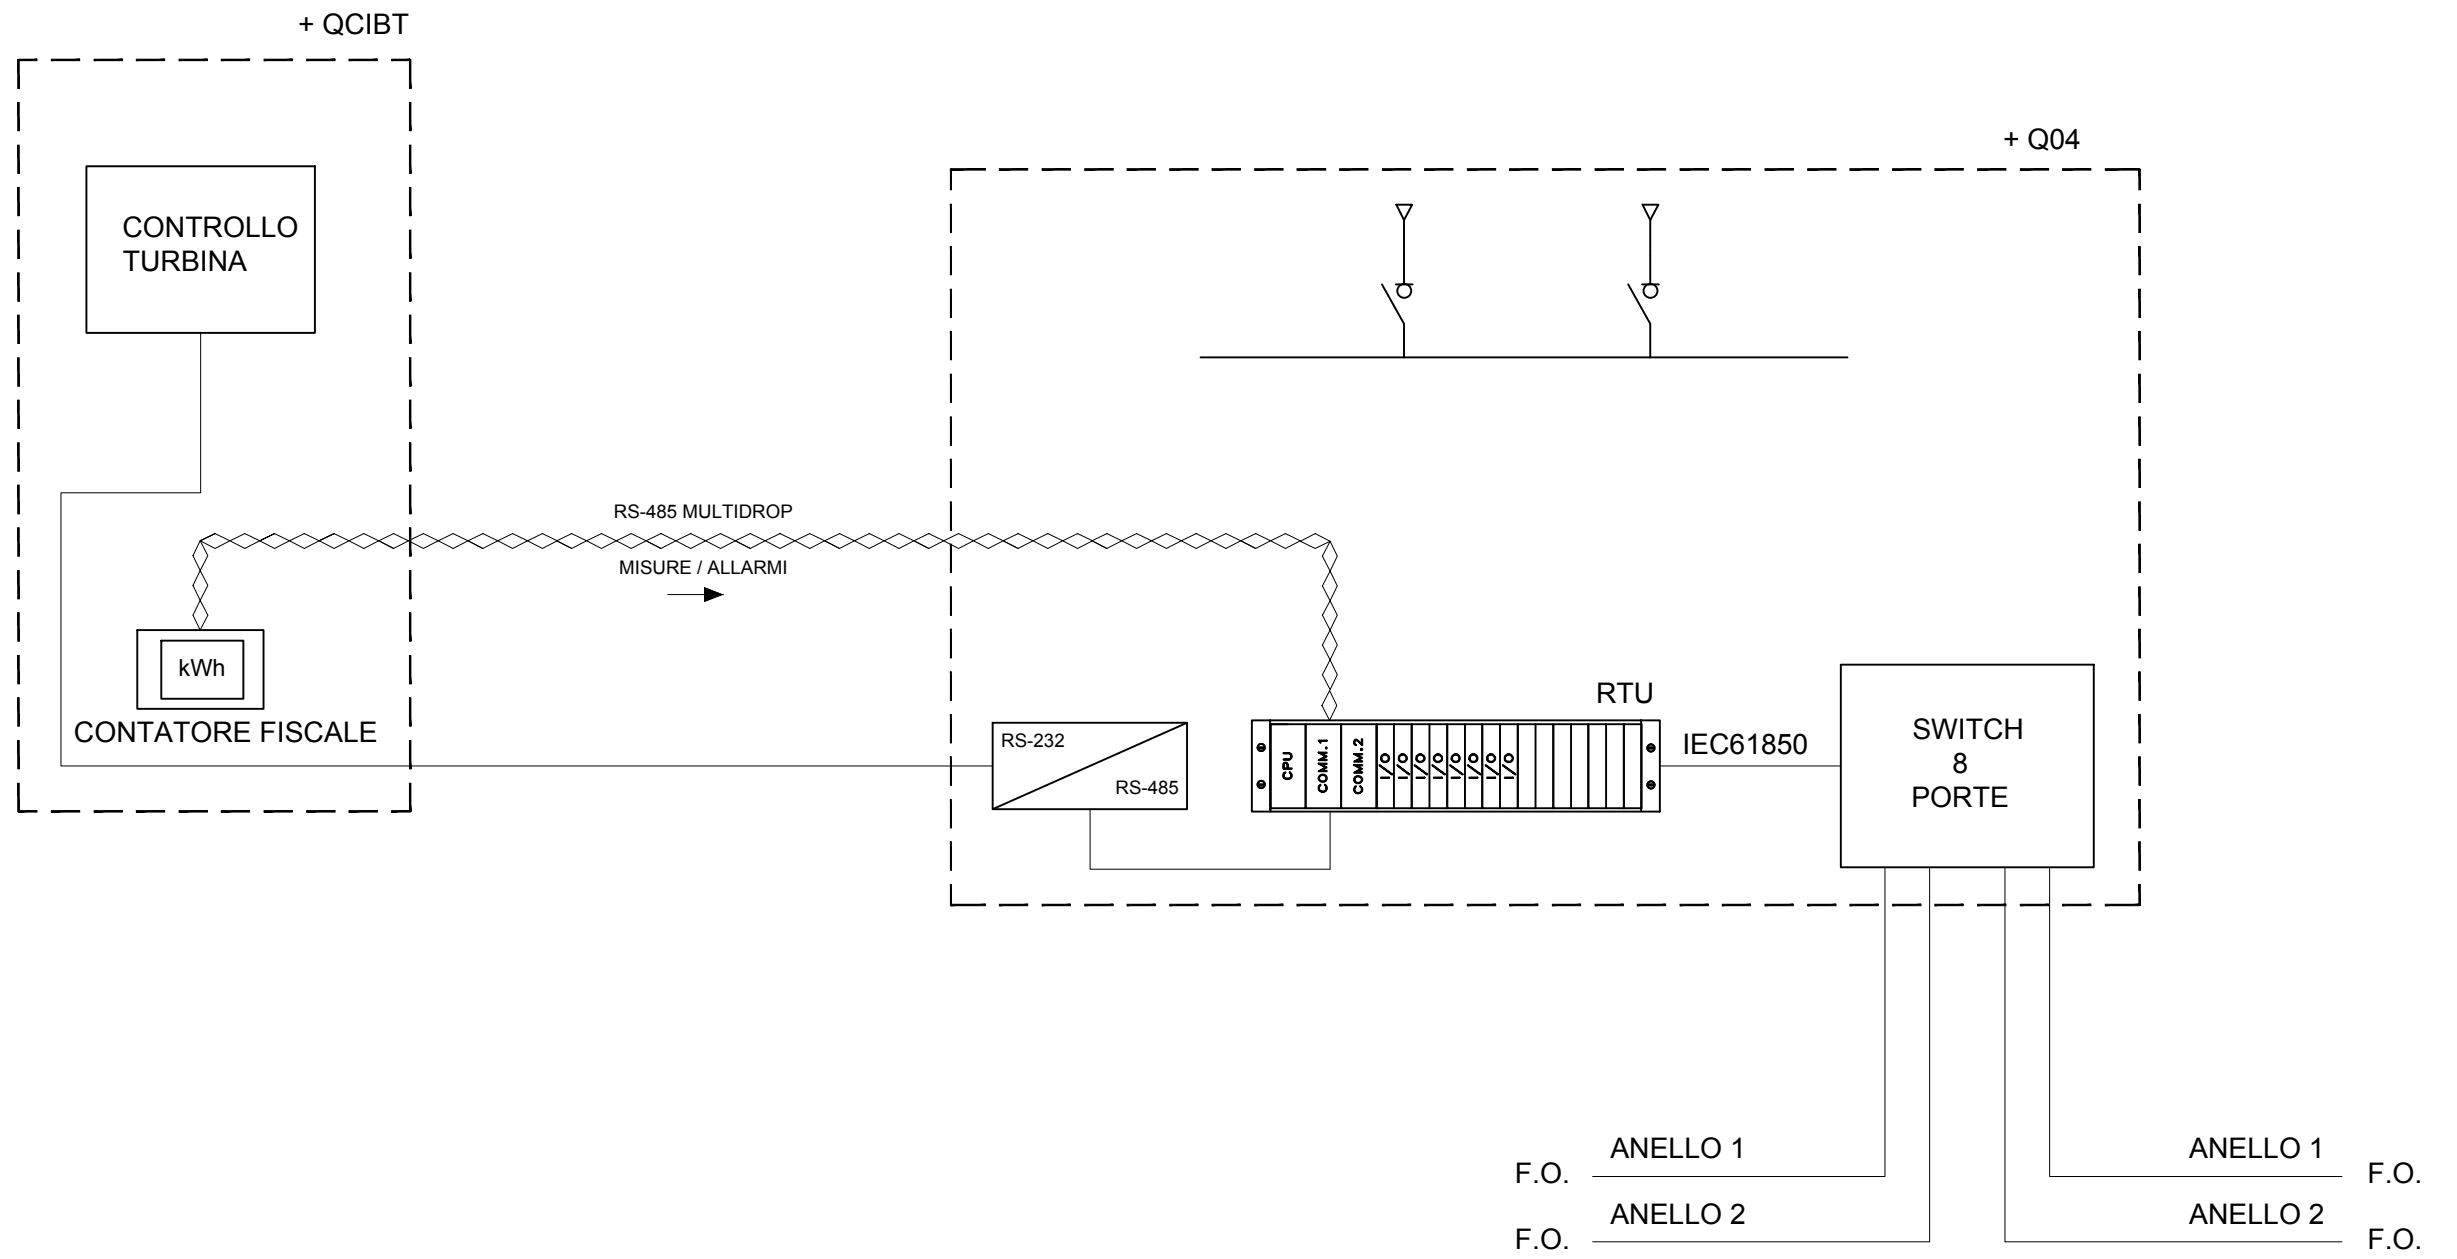 + QCIBT
+ Q04
CONTROLLO
TURBINA
RS-485 MULTIDROP
MISURE / ALLARMI
kWh
CONTATORE FISCALE
RTU
RS-232
RS-485
CPU
COMM.1
COMM.2
I/O
I/O
I/O
I/O
I/O
I/O
I/O
I/O
IEC61850
SWITCH
8
PORTE
ANELLO 1
F.O.
ANELLO 2
F.O.
ANELLO 1
F.O.
ANELLO 2
F.O.